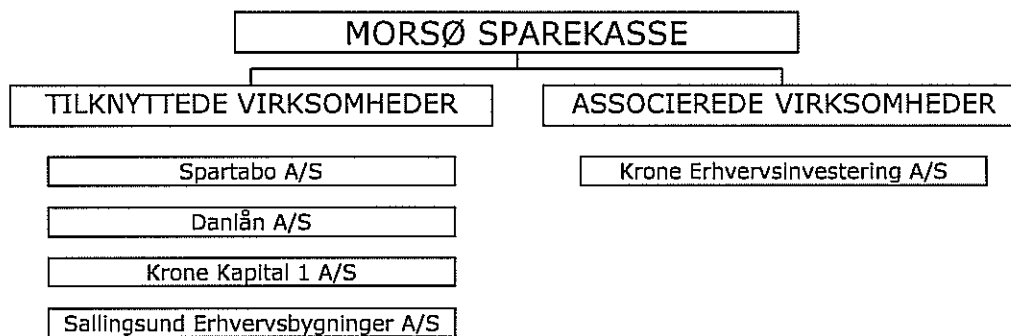 MORSØ SPAREKASSE
TILKNYTTEDE VIRKSOMHEDER
ASSOCIEREDE VIRKSOMHEDER
Spartabo A/S
Krone Erhvervsinvestering A/S
Danlån A/S
Krone Kapital 1 A/S
Sallingsund Erhvervsbygninger A/S